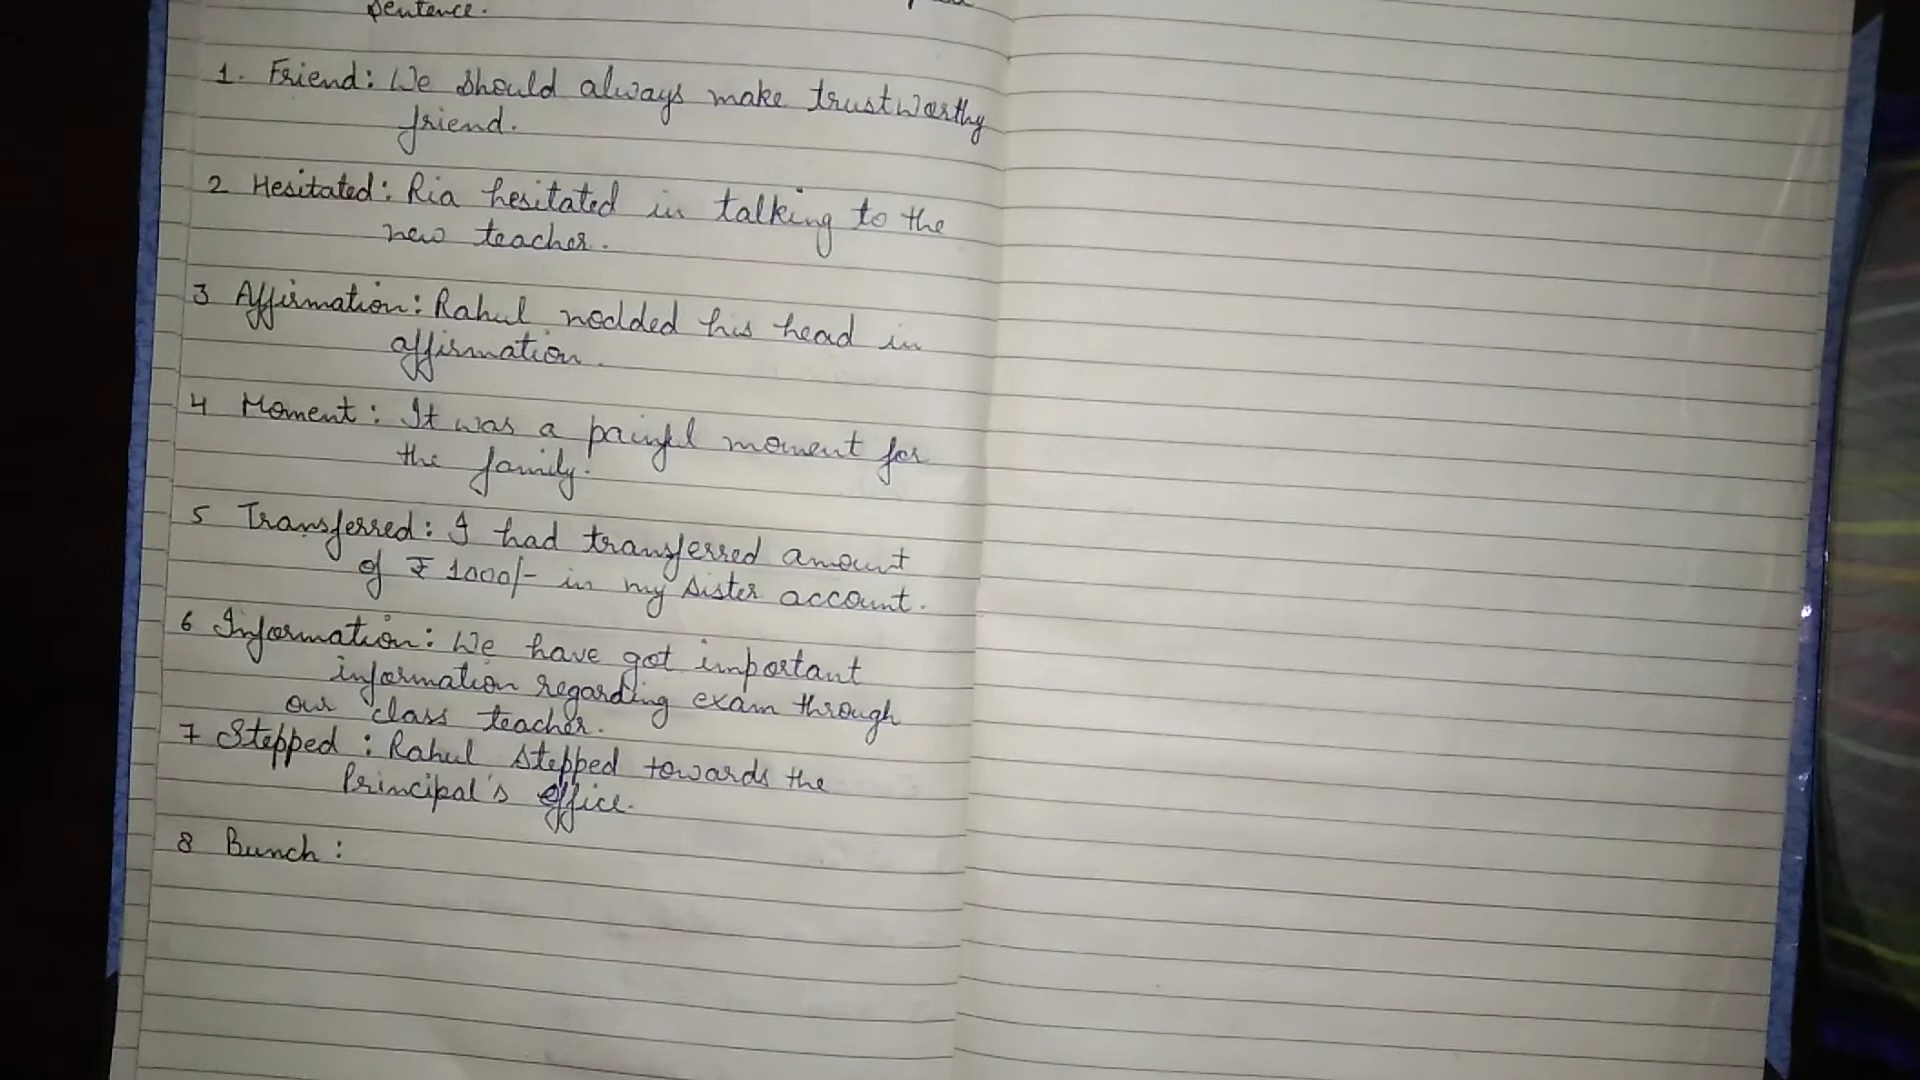 sentence.
1. Friend: We should always make trustworthy
friend.
2 Hesitated: Ria hesitated in talking to the
new teacher.
3 Affirmation: Rahul nodded his head in
affirmation.
4 Moment: It was a painful moment for
the family.
5 Transferred: I had transferred amount
of ₹ 1000/- in my sister account.
6 Information: We have got important
information regarding exam through
our class teacher.
7 Stepped: Rahul stepped towards the
Principal's office.
8 Bunch: